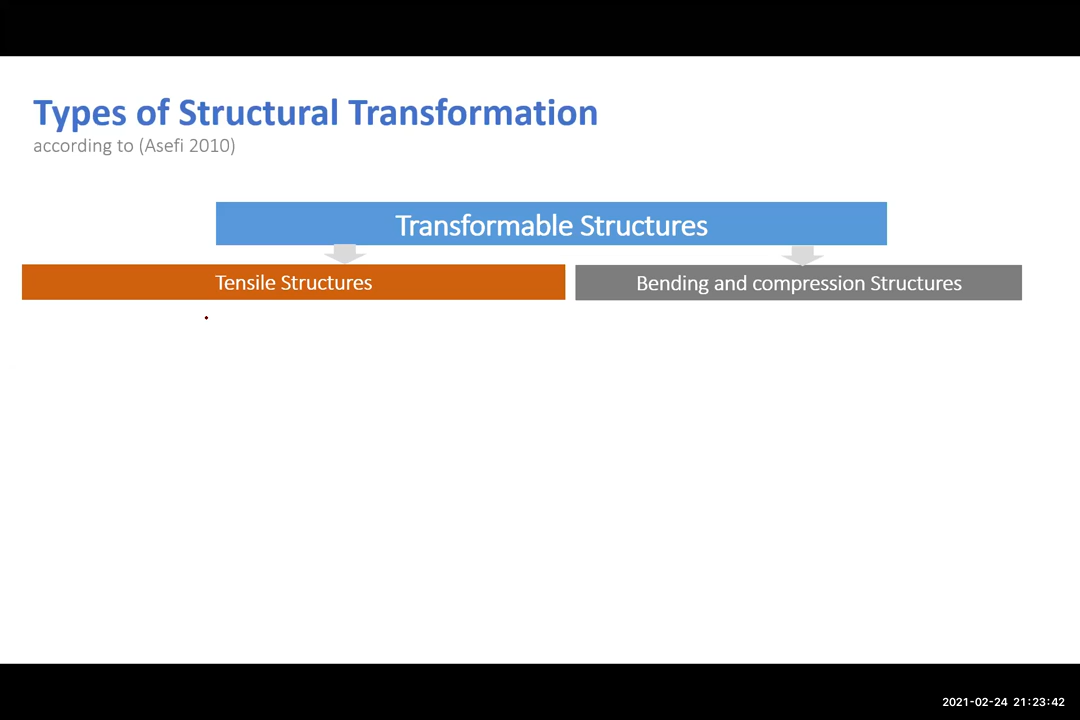 Types of Structural Transformation
according to (Asefi 2010)
Transformable Structures
Tensile Structures
Bending and compression Structures
2021-02-24 21:23:42